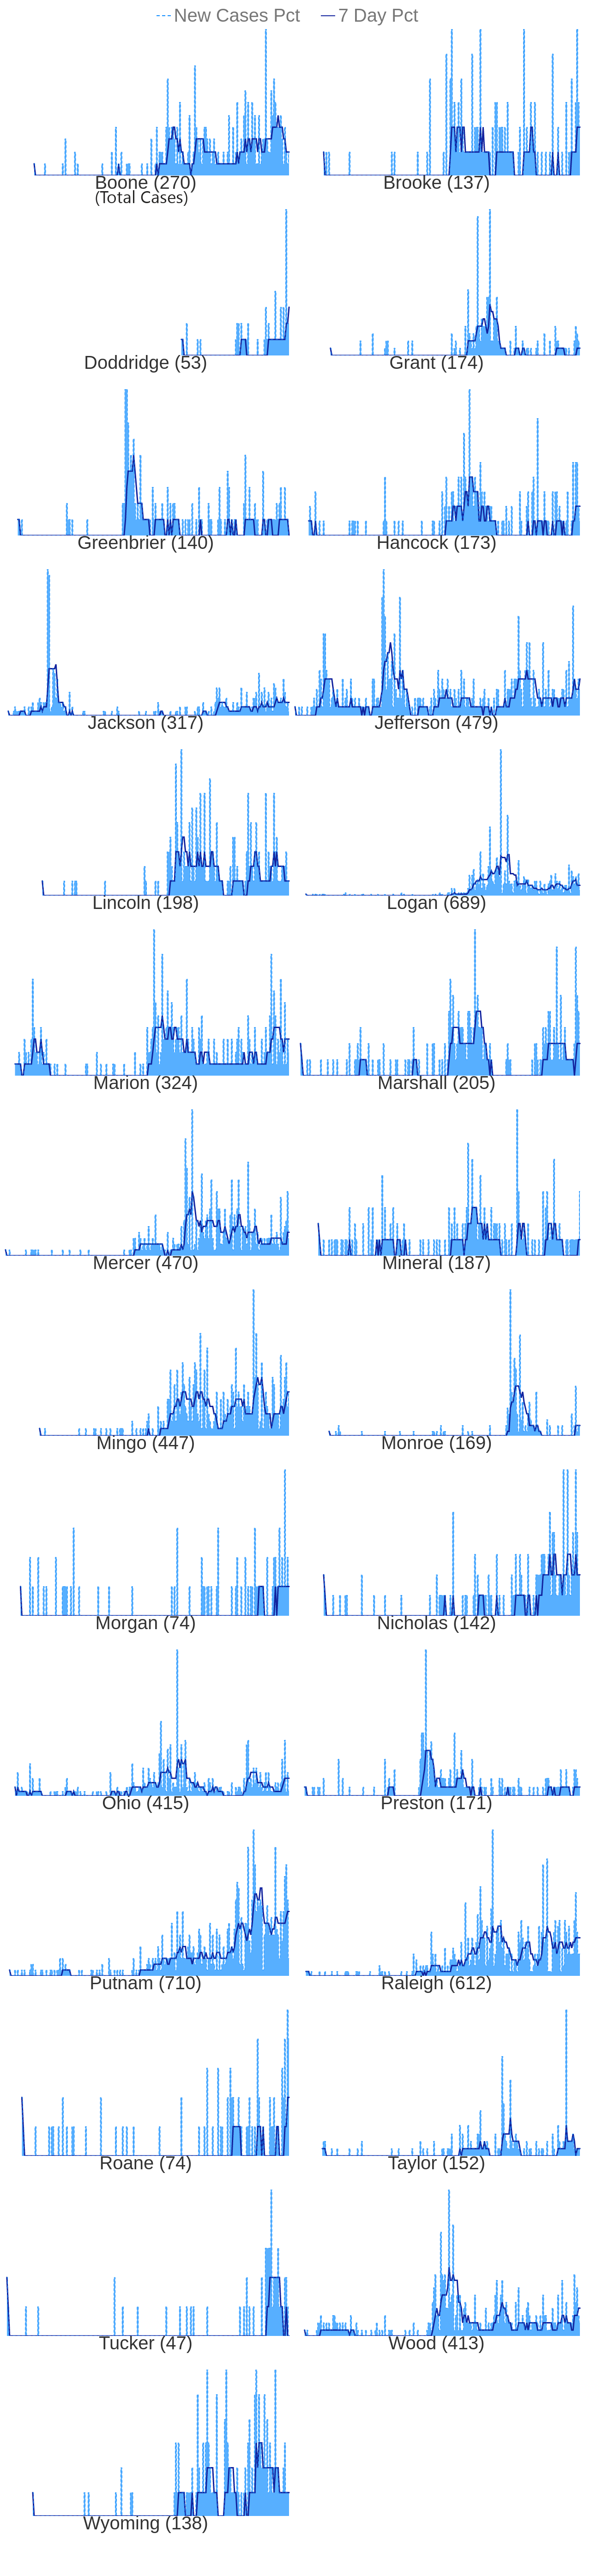 New Cases Pct 7 Day Pct
Boone (270) Brooke (137)
(Total Cases)
Doddridge (53) Grant (174)
Greenbrier (140) Hancock (173)
Jackson (317) Jefferson (479)
Lincoln (198) Logan (689)
Marion (324) Marshall (205)
Mercer (470) Mineral (187)
Mingo (447) Monroe (169)
Morgan (74) Nicholas (142)
Ohio (415) Preston (171)
Putnam (710) Raleigh (612)
Roane (74) Taylor (152)
Tucker (47) Wood (413)
Wyoming (138)